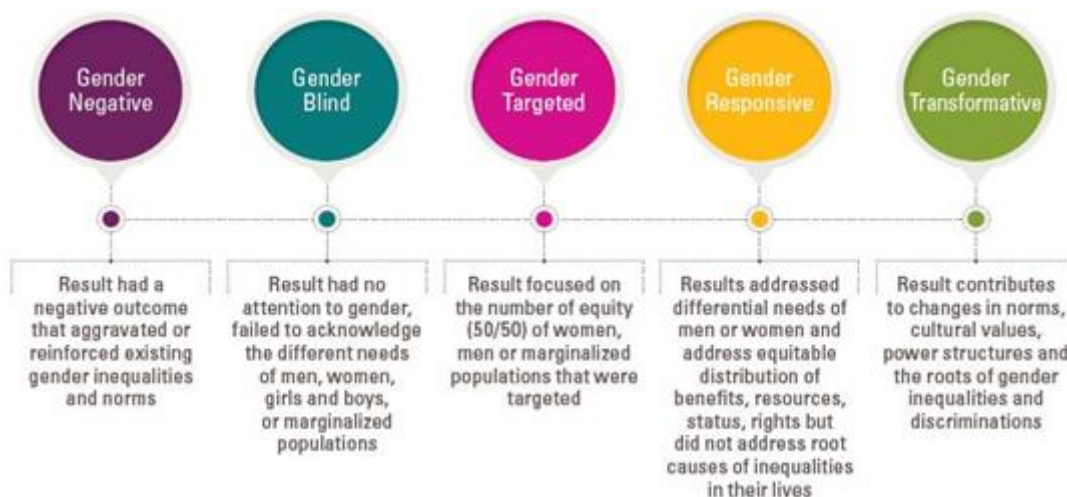 Gender
Negative
Gender
Blind
Gender
Targeted
Gender
Responsive
Gender
Transformative
Result had a
negative outcome
that aggravated or
reinforced existing
gender inequalities
and norms
Result had no
attention to gender,
failed to acknowledge
the different needs
of men, women,
girls and boys,
or marginalized
populations
Result focused on
the number of equity
(50/50) of women,
men or marginalized
populations that were
targeted
Results addressed
differential needs of
men or women and
address equitable
distribution of
benefits, resources,
status, rights but
did not address root
causes of inequalities
in their lives
Result contributes
to changes in norms,
cultural values,
power structures and
the roots of gender
inequalities and
discriminations